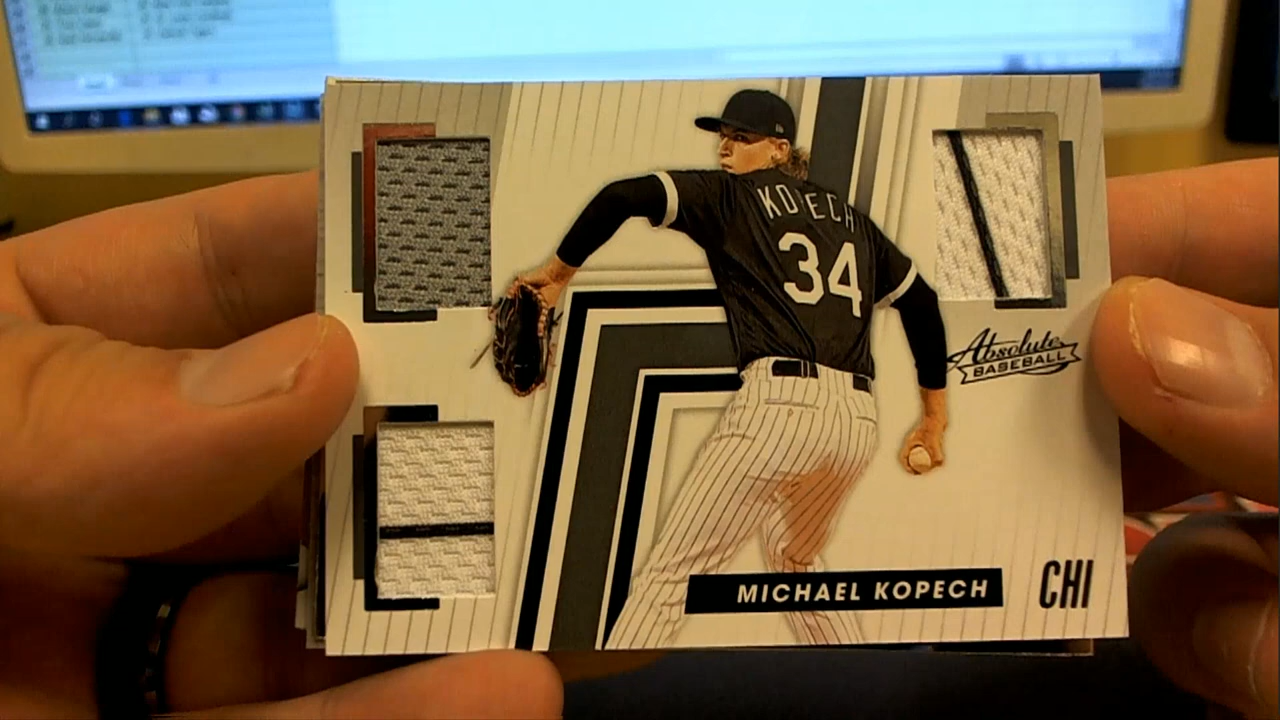 KOPECH
34
Absolute
BASEBALL
MICHAEL KOPECH
CHI